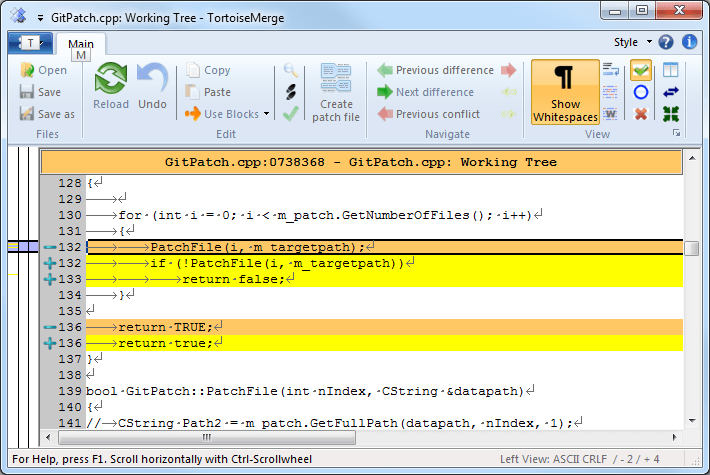 GitPatch.cpp: Working Tree - TortoiseMerge
T Main Style
M
Open Reload Undo Copy Create patch file Previous difference Show Whitespaces
Save Paste Next difference
Save as Use Blocks Previous conflict
Files Edit Navigate View
GitPatch.cpp:0738368 - GitPatch.cpp: Working Tree
128 {
129
130 for·(int·i·=·0;·i·<·m_patch.GetNumberOfFiles();·i++)
131 {
132 PatchFile(i,·m_targetpath);
132 if·(!PatchFile(i,·m_targetpath))
133 return·false;
134 }
135
136 return·TRUE;
136 return·true;
137 }
138
139 bool·GitPatch::PatchFile(int·nIndex,·CString·&datapath)
140 {
141 // CString·Path2·=·m_patch.GetFullPath(datapath,·nIndex,·1);
For Help, press F1. Scroll horizontally with Ctrl-Scrollwheel Left View: ASCII CRLF / - 2 / + 4